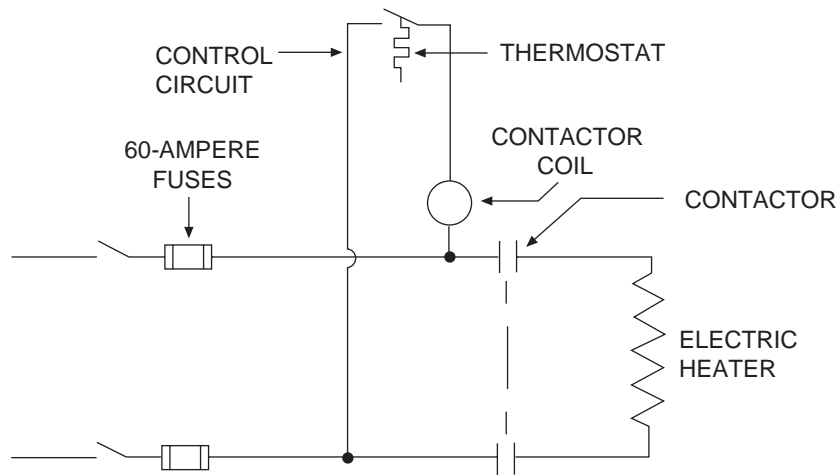 CONTROL
CIRCUIT
THERMOSTAT
60-AMPERE
FUSES
CONTACTOR
COIL
CONTACTOR
ELECTRIC
HEATER